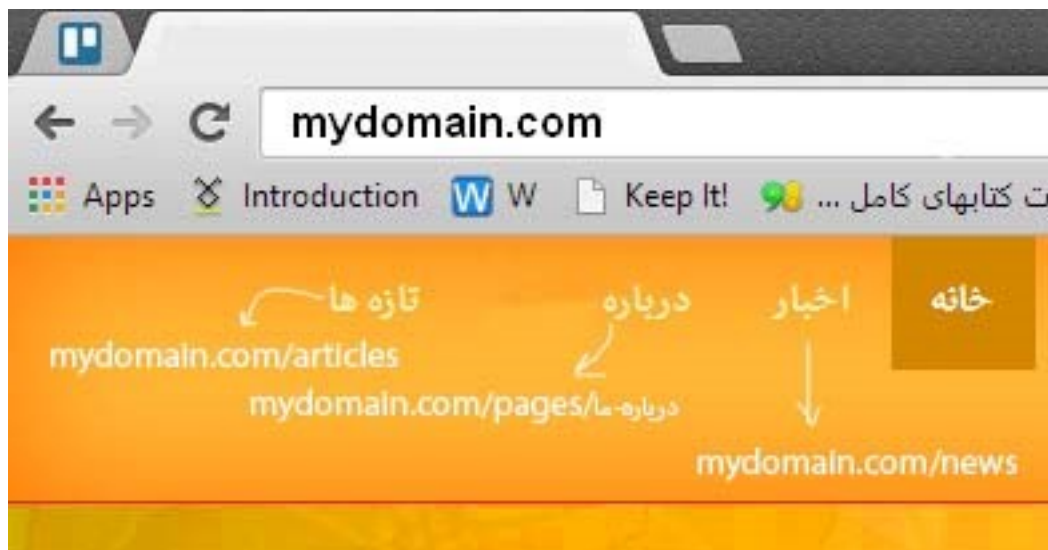 mydomain.com
Apps Introduction W W Keep It! 98 ... ت کتابهای کامل
خانه اخبار درباره تازه ها
mydomain.com/articles
mydomain.com/pages/درباره-ما
mydomain.com/news